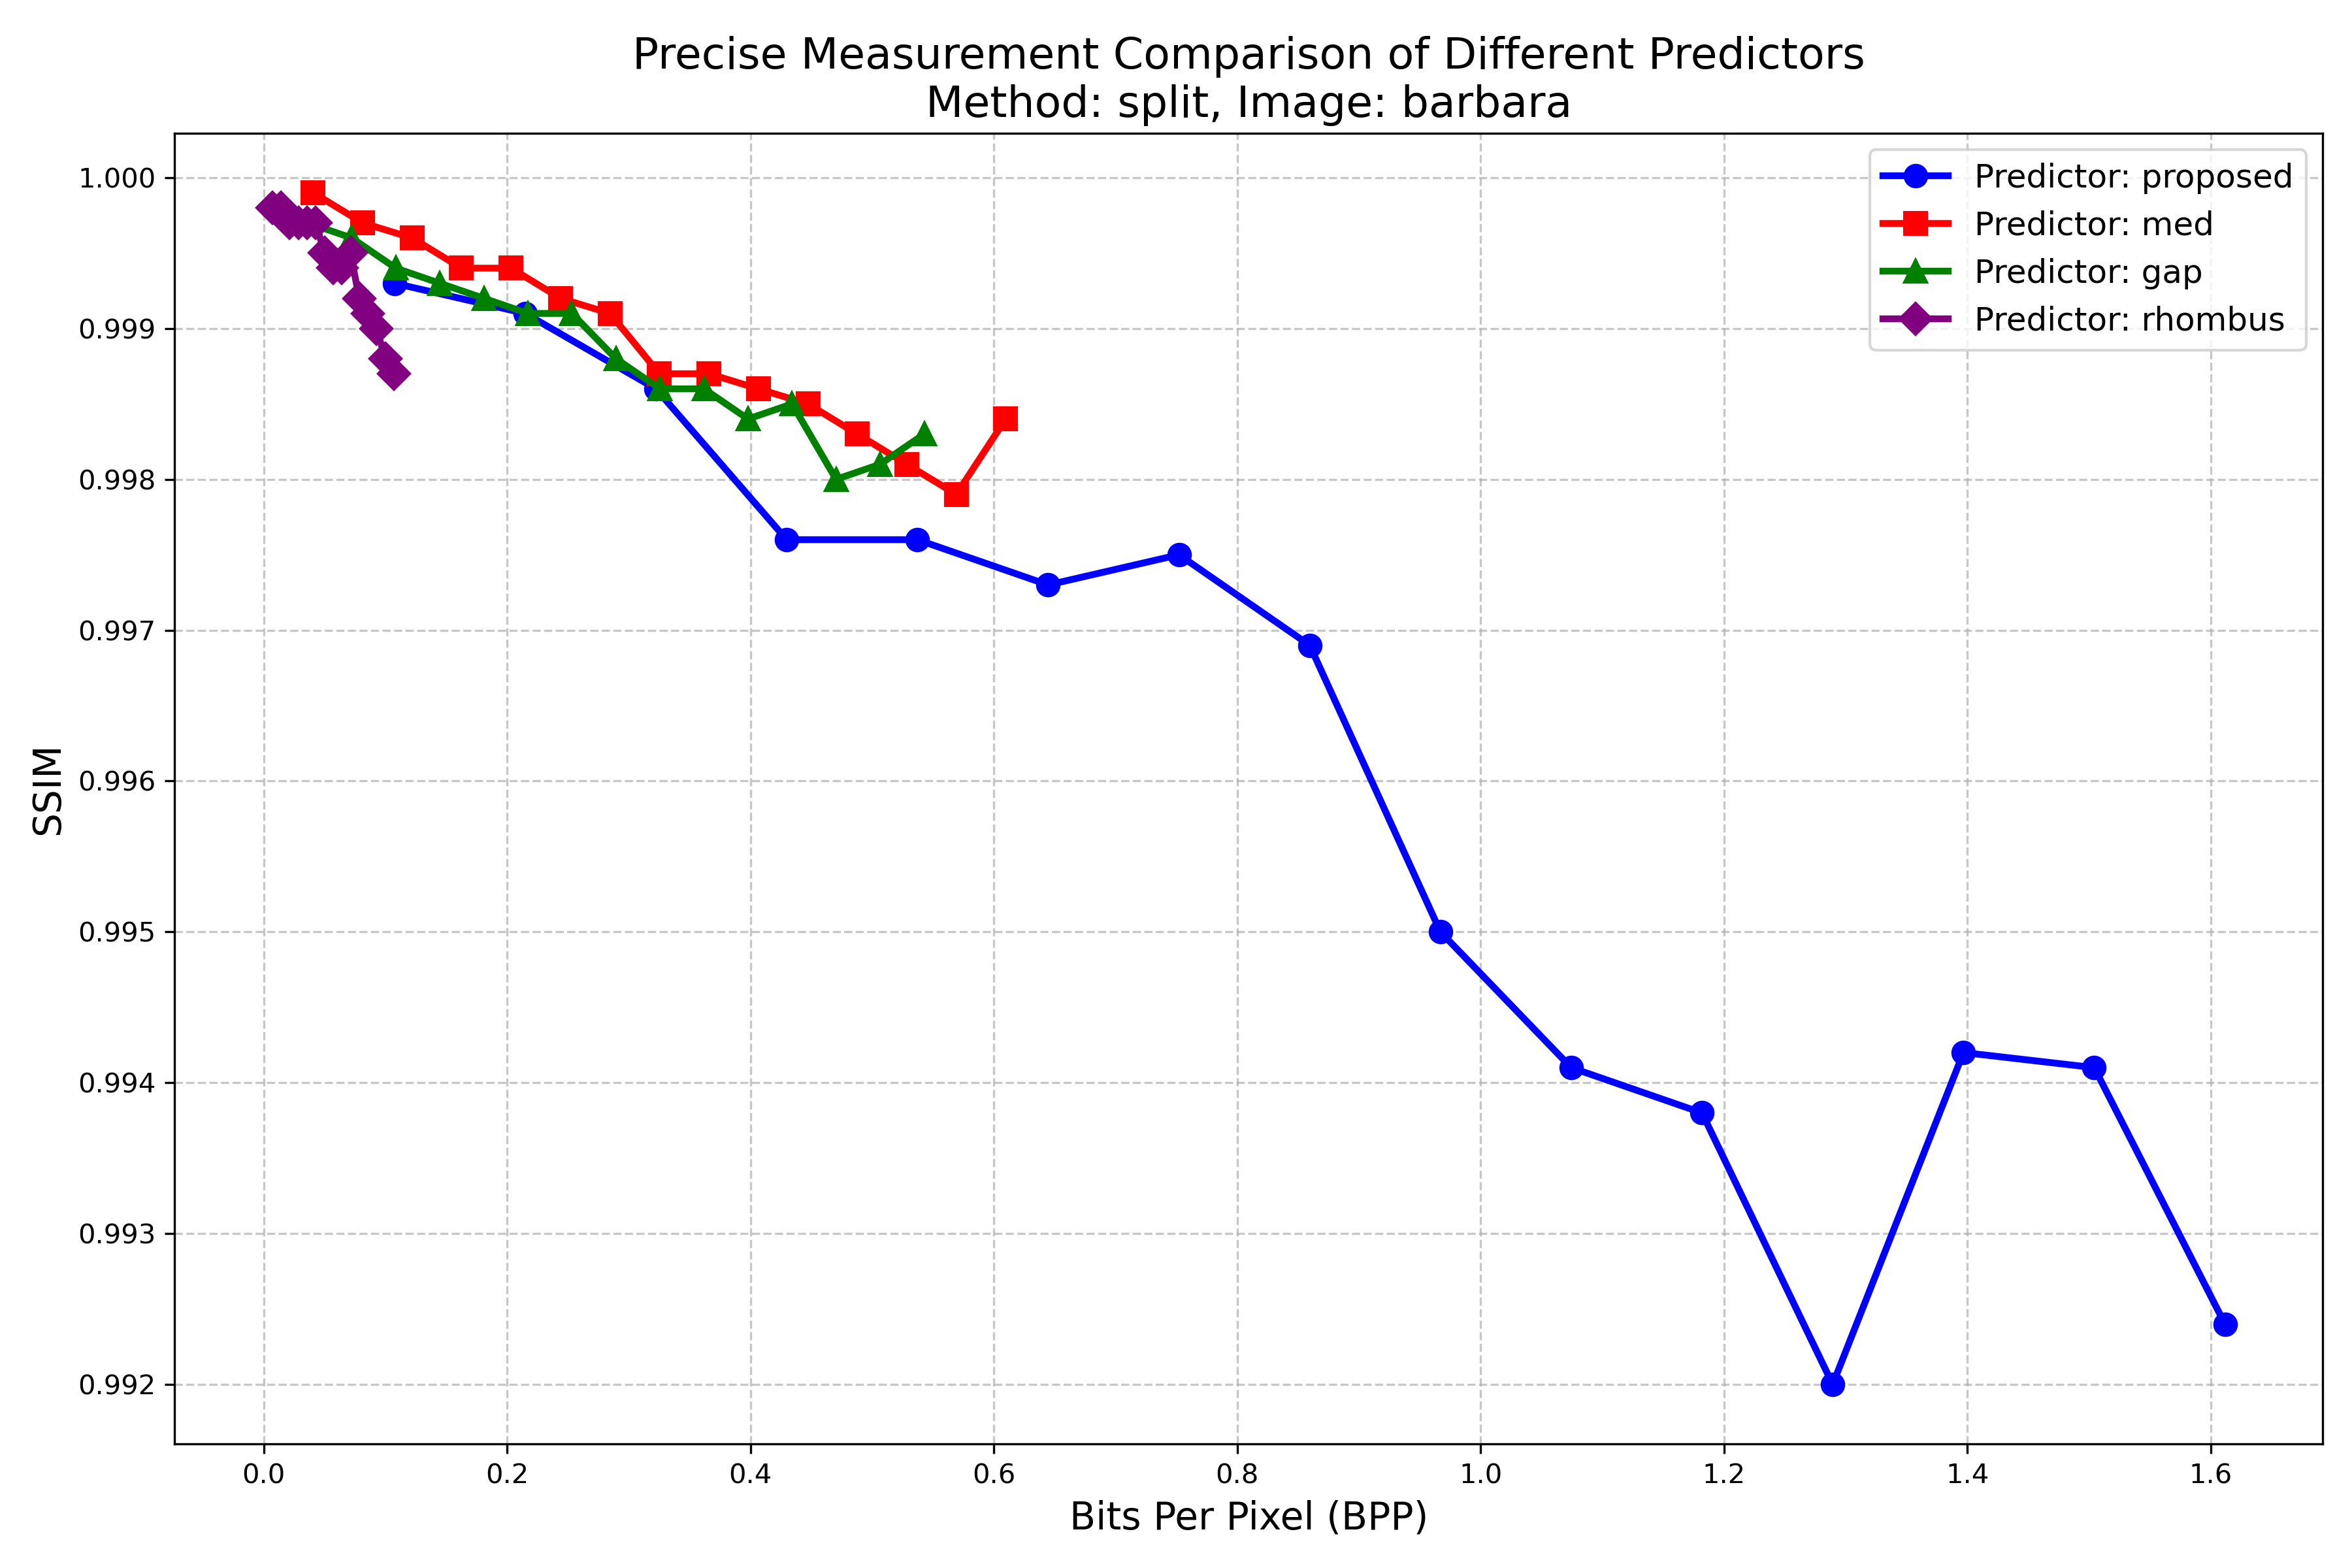 Precise Measurement Comparison of Different Predictors
Method: split, Image: barbara
Predictor: proposed
Predictor: med
Predictor: gap
Predictor: rhombus
SSIM
1.000
0.999
0.998
0.997
0.996
0.995
0.994
0.993
0.992
0.0 0.2 0.4 0.6 0.8 1.0 1.2 1.4 1.6
Bits Per Pixel (BPP)